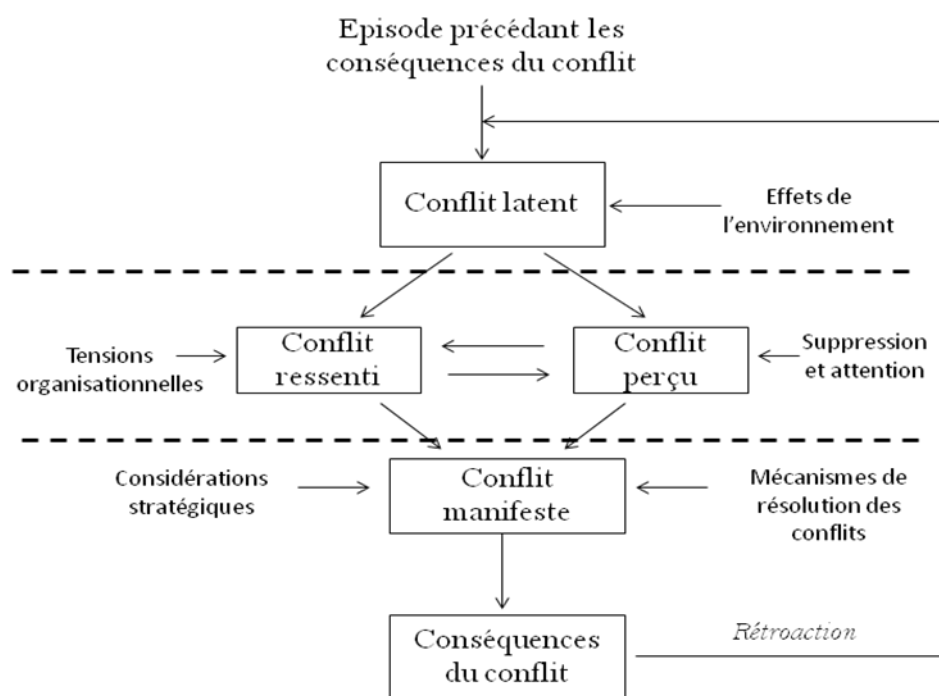 Episode précédant les
conséquences du conflit
Conflit latent
Effets de
l'environnement
Tensions
organisationnelles
Conflit
ressenti
Conflit
perçu
Suppression
et attention
Considérations
stratégiques
Conflit
manifeste
Mécanismes de
résolution des
conflits
Conséquences
du conflit
Rétroaction